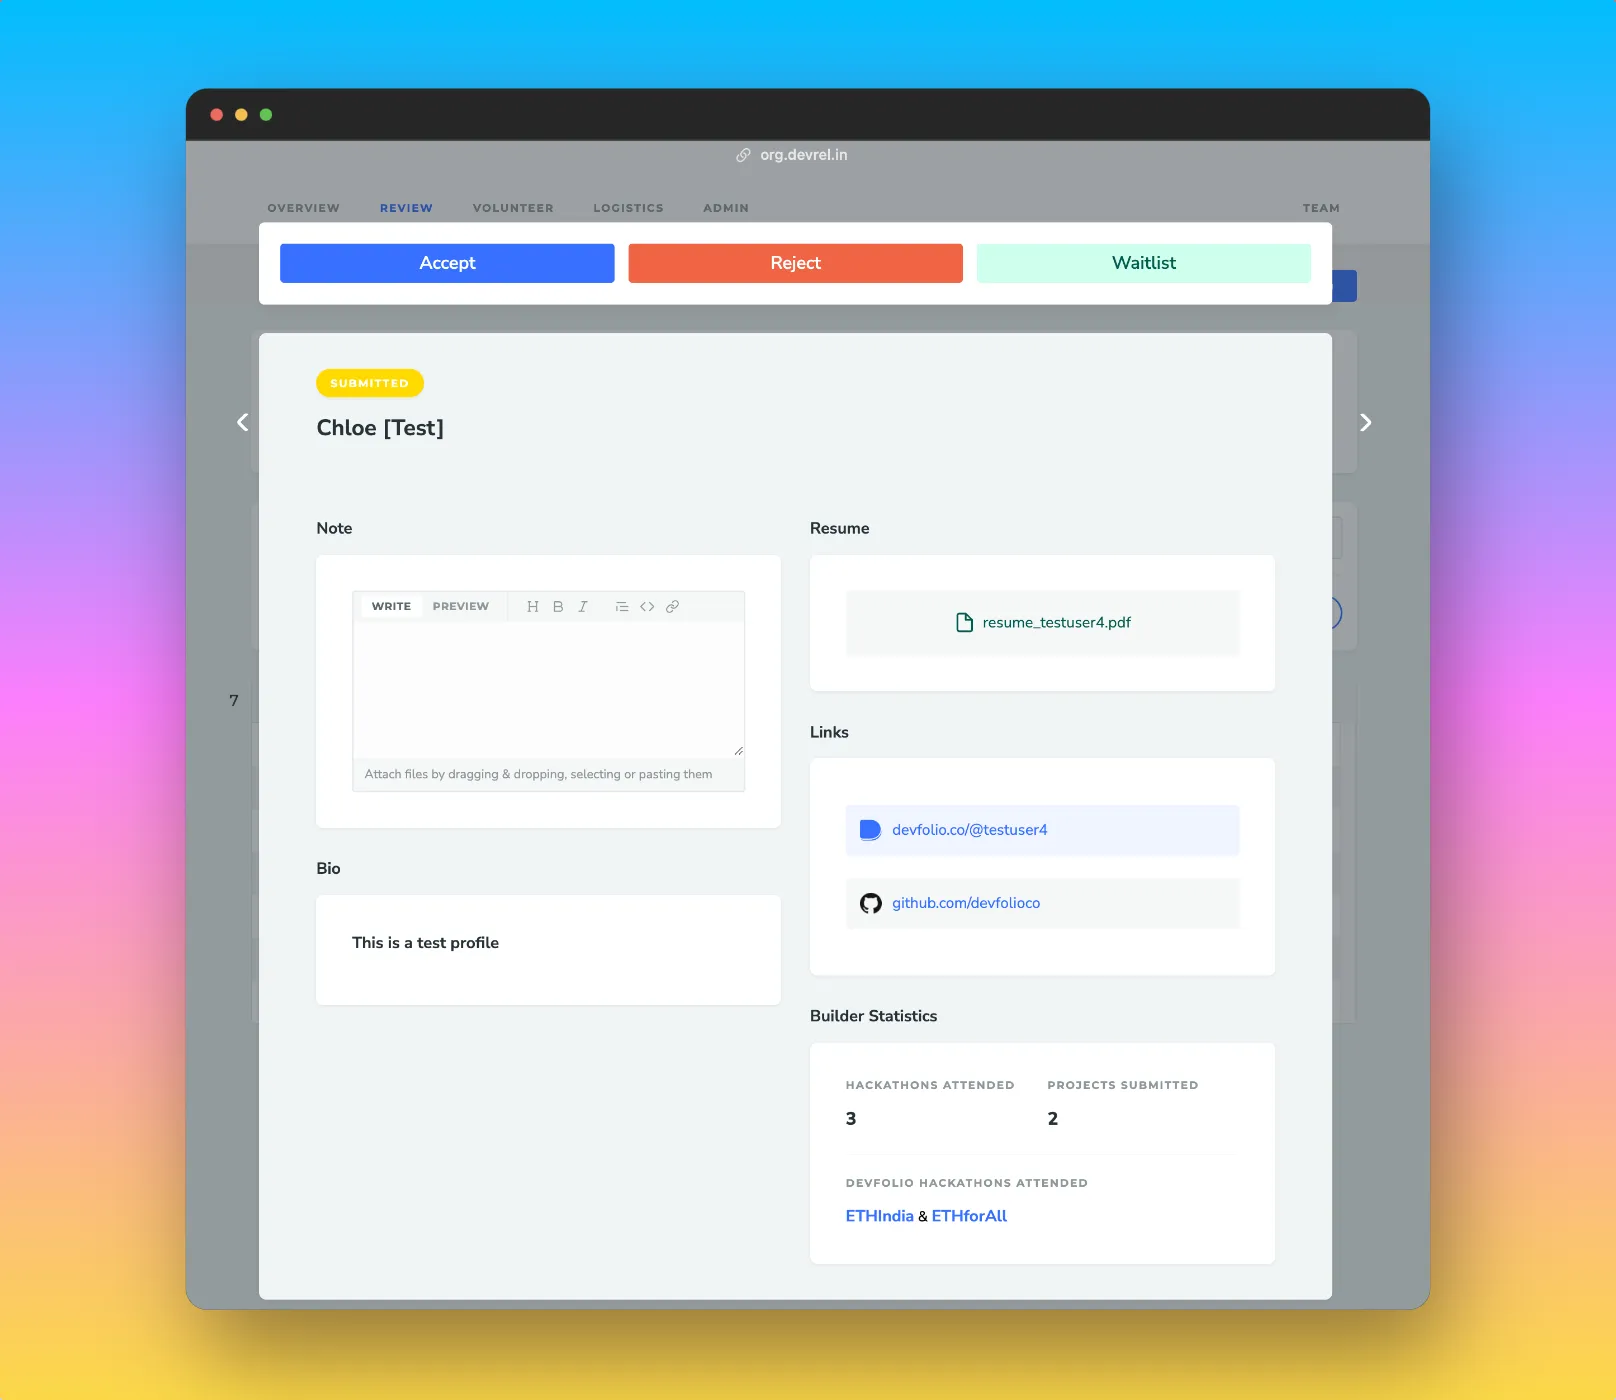 org.devrel.in
OVERVIEW REVIEW VOLUNTEER LOGISTICS ADMIN TEAM
Accept Reject Waitlist
SUBMITTED
Chloe [Test]
Note
WRITE PREVIEW H B I
Attach files by dragging & dropping, selecting or pasting them
Bio
This is a test profile
Resume
resume_testuser4.pdf
Links
devfolio.co/@testuser4
github.com/devfolioco
Builder Statistics
HACKATHONS ATTENDED PROJECTS SUBMITTED
3 2
DEVFOLIO HACKATHONS ATTENDED
ETHIndia & ETHforAll
7